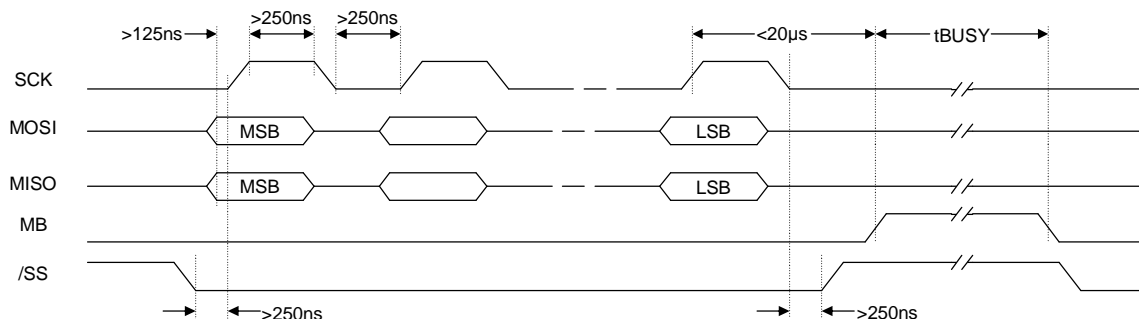 >250ns >250ns
>125ns <20µs tBUSY
SCK
MOSI MSB LSB
MISO MSB LSB
MB
/SS
>250ns >250ns